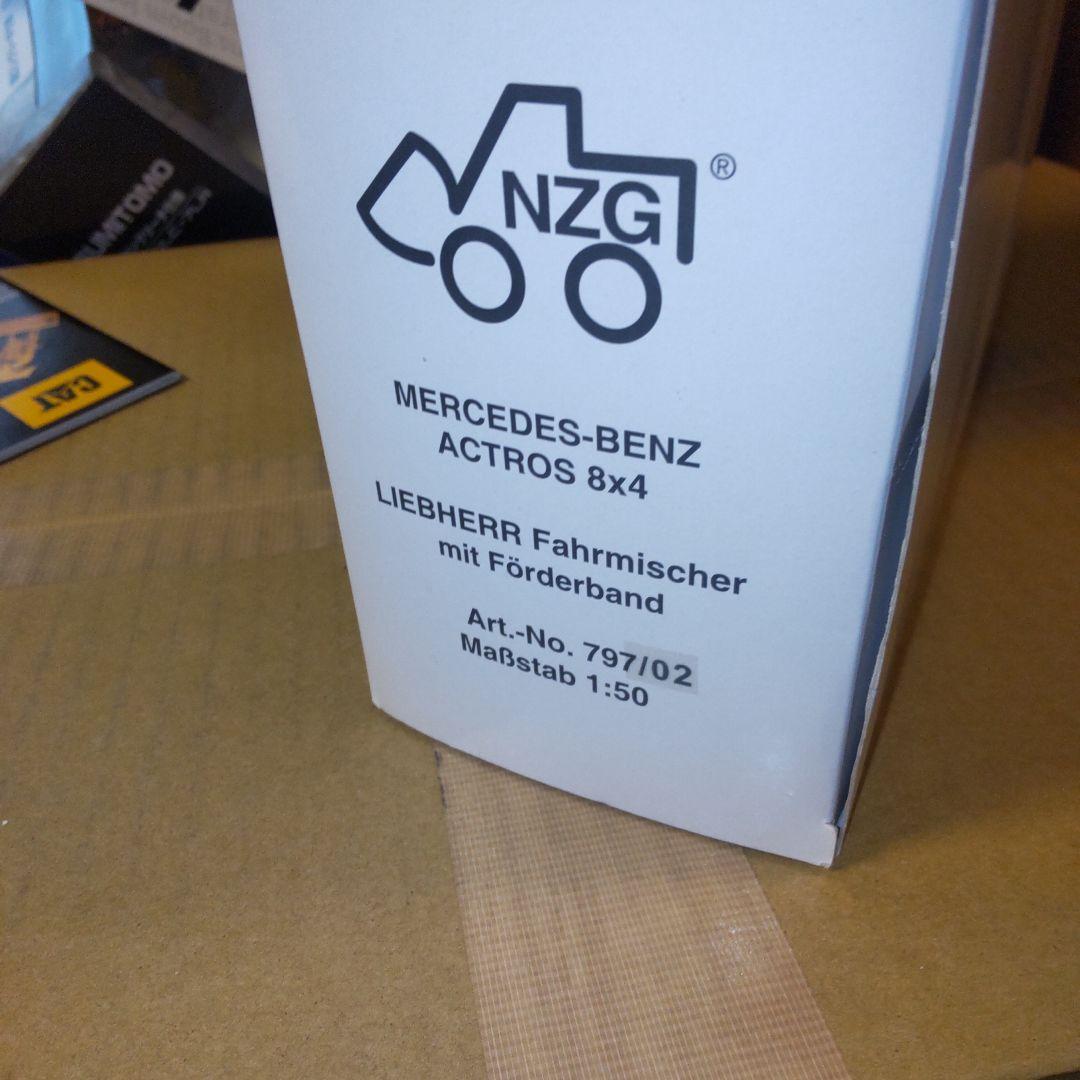 NZG
®
MERCEDES-BENZ
ACTROS 8x4
LIEBHERR Fahrmischer
mit Förderband
Art.-No. 797/02
Maßstab 1:50
CAT